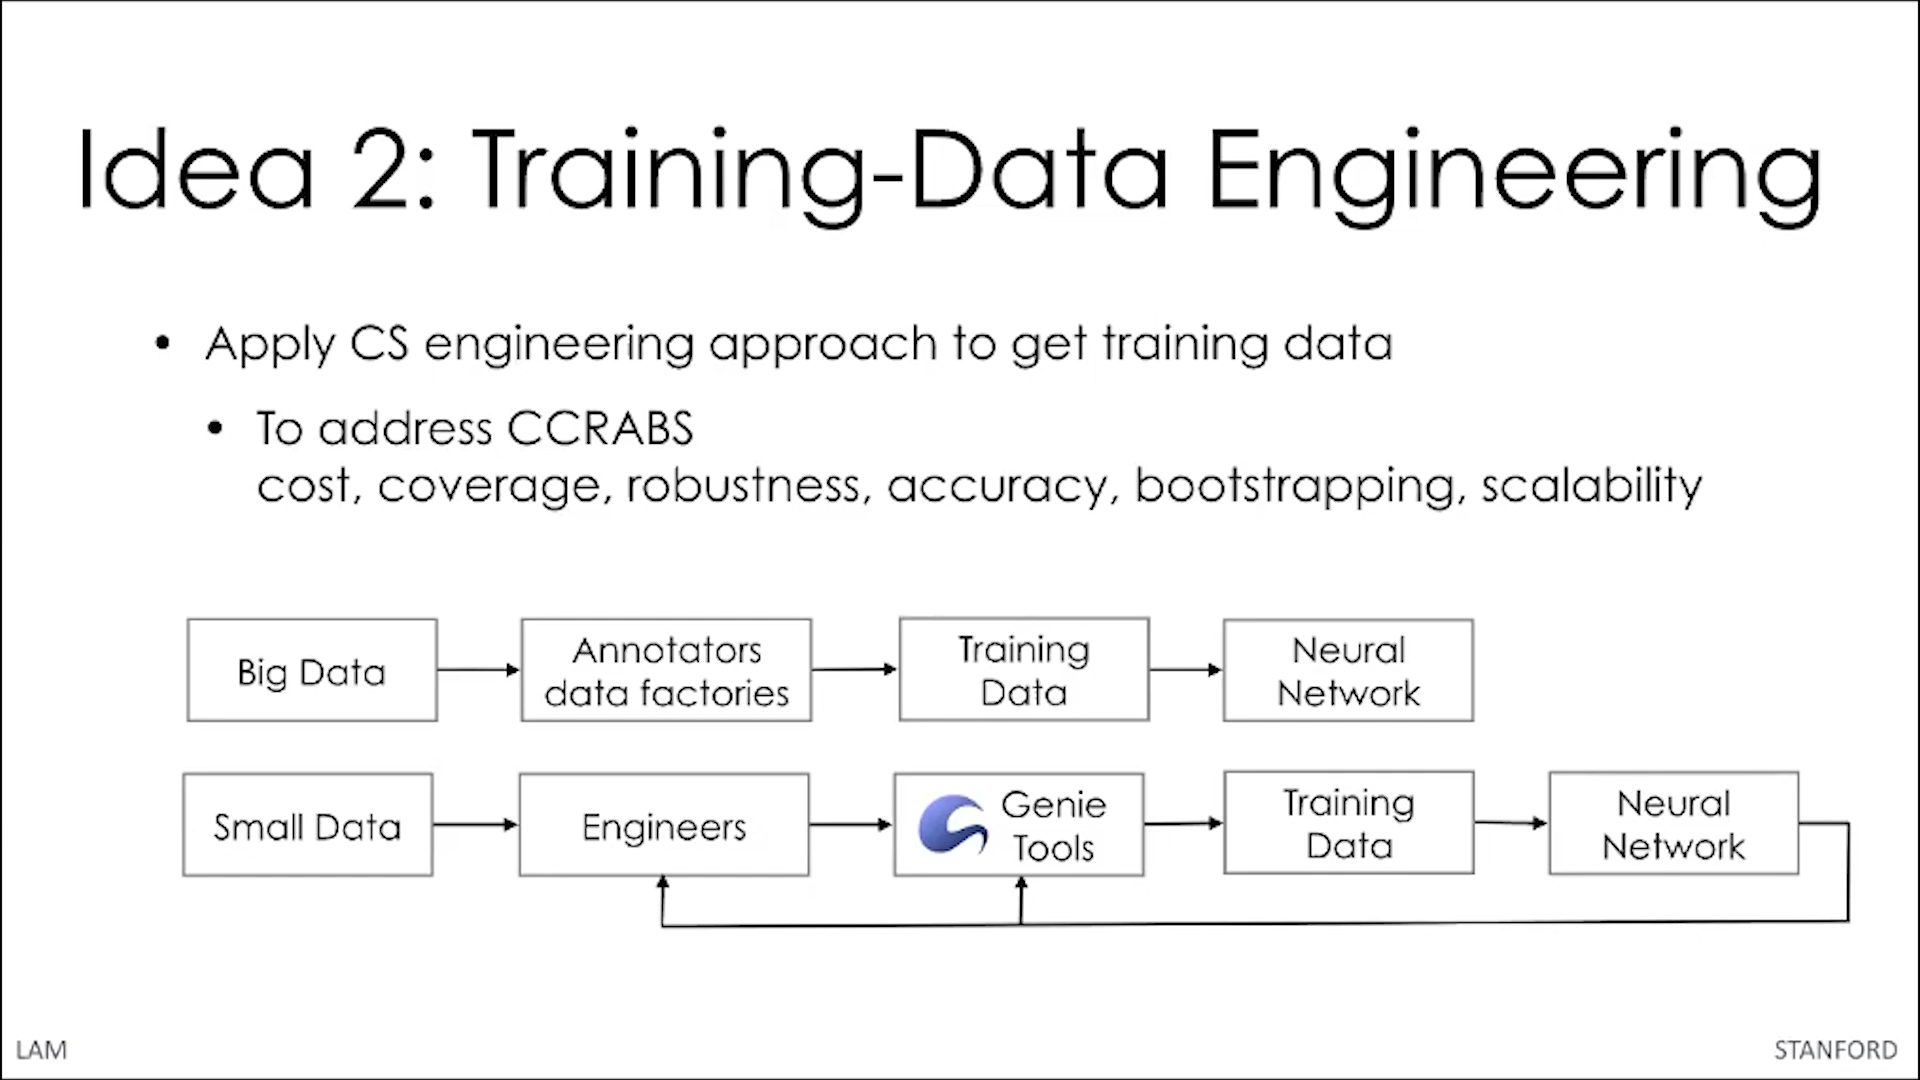 Idea 2: Training-Data Engineering
• Apply CS engineering approach to get training data
• To address CCRABS
cost, coverage, robustness, accuracy, bootstrapping, scalability
Big Data
Annotators
data factories
Training
Data
Neural
Network
Small Data
Engineers
Genie
Tools
Training
Data
Neural
Network
LAM
STANFORD